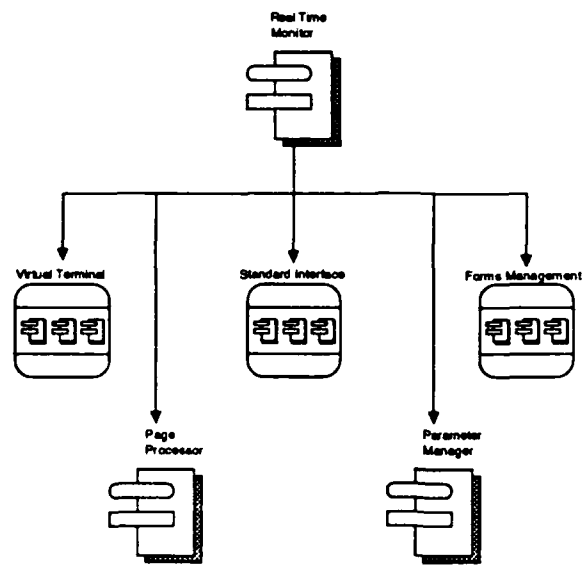 Real Time
Monitor
Virtual Terminal
Standard Interface
Forms Management
Page
Processor
Parameter
Manager